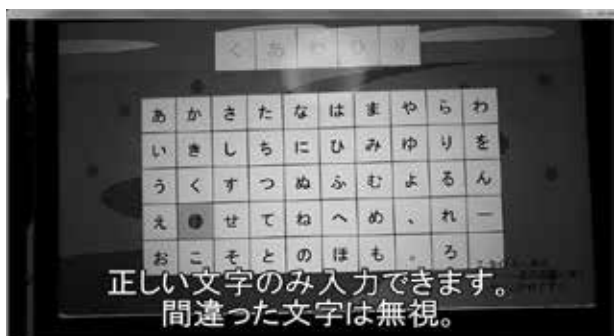 く あ
あ か さ た な は ま や ら わ
い き し ち に ひ み ゆ り を
う く す つ ぬ ふ む よ る ん
え せ て ね へ め 、 れ ー
お こ そ と の ほ も 。 ろ
正しい文字のみ入力できます。
間違った文字は無視。